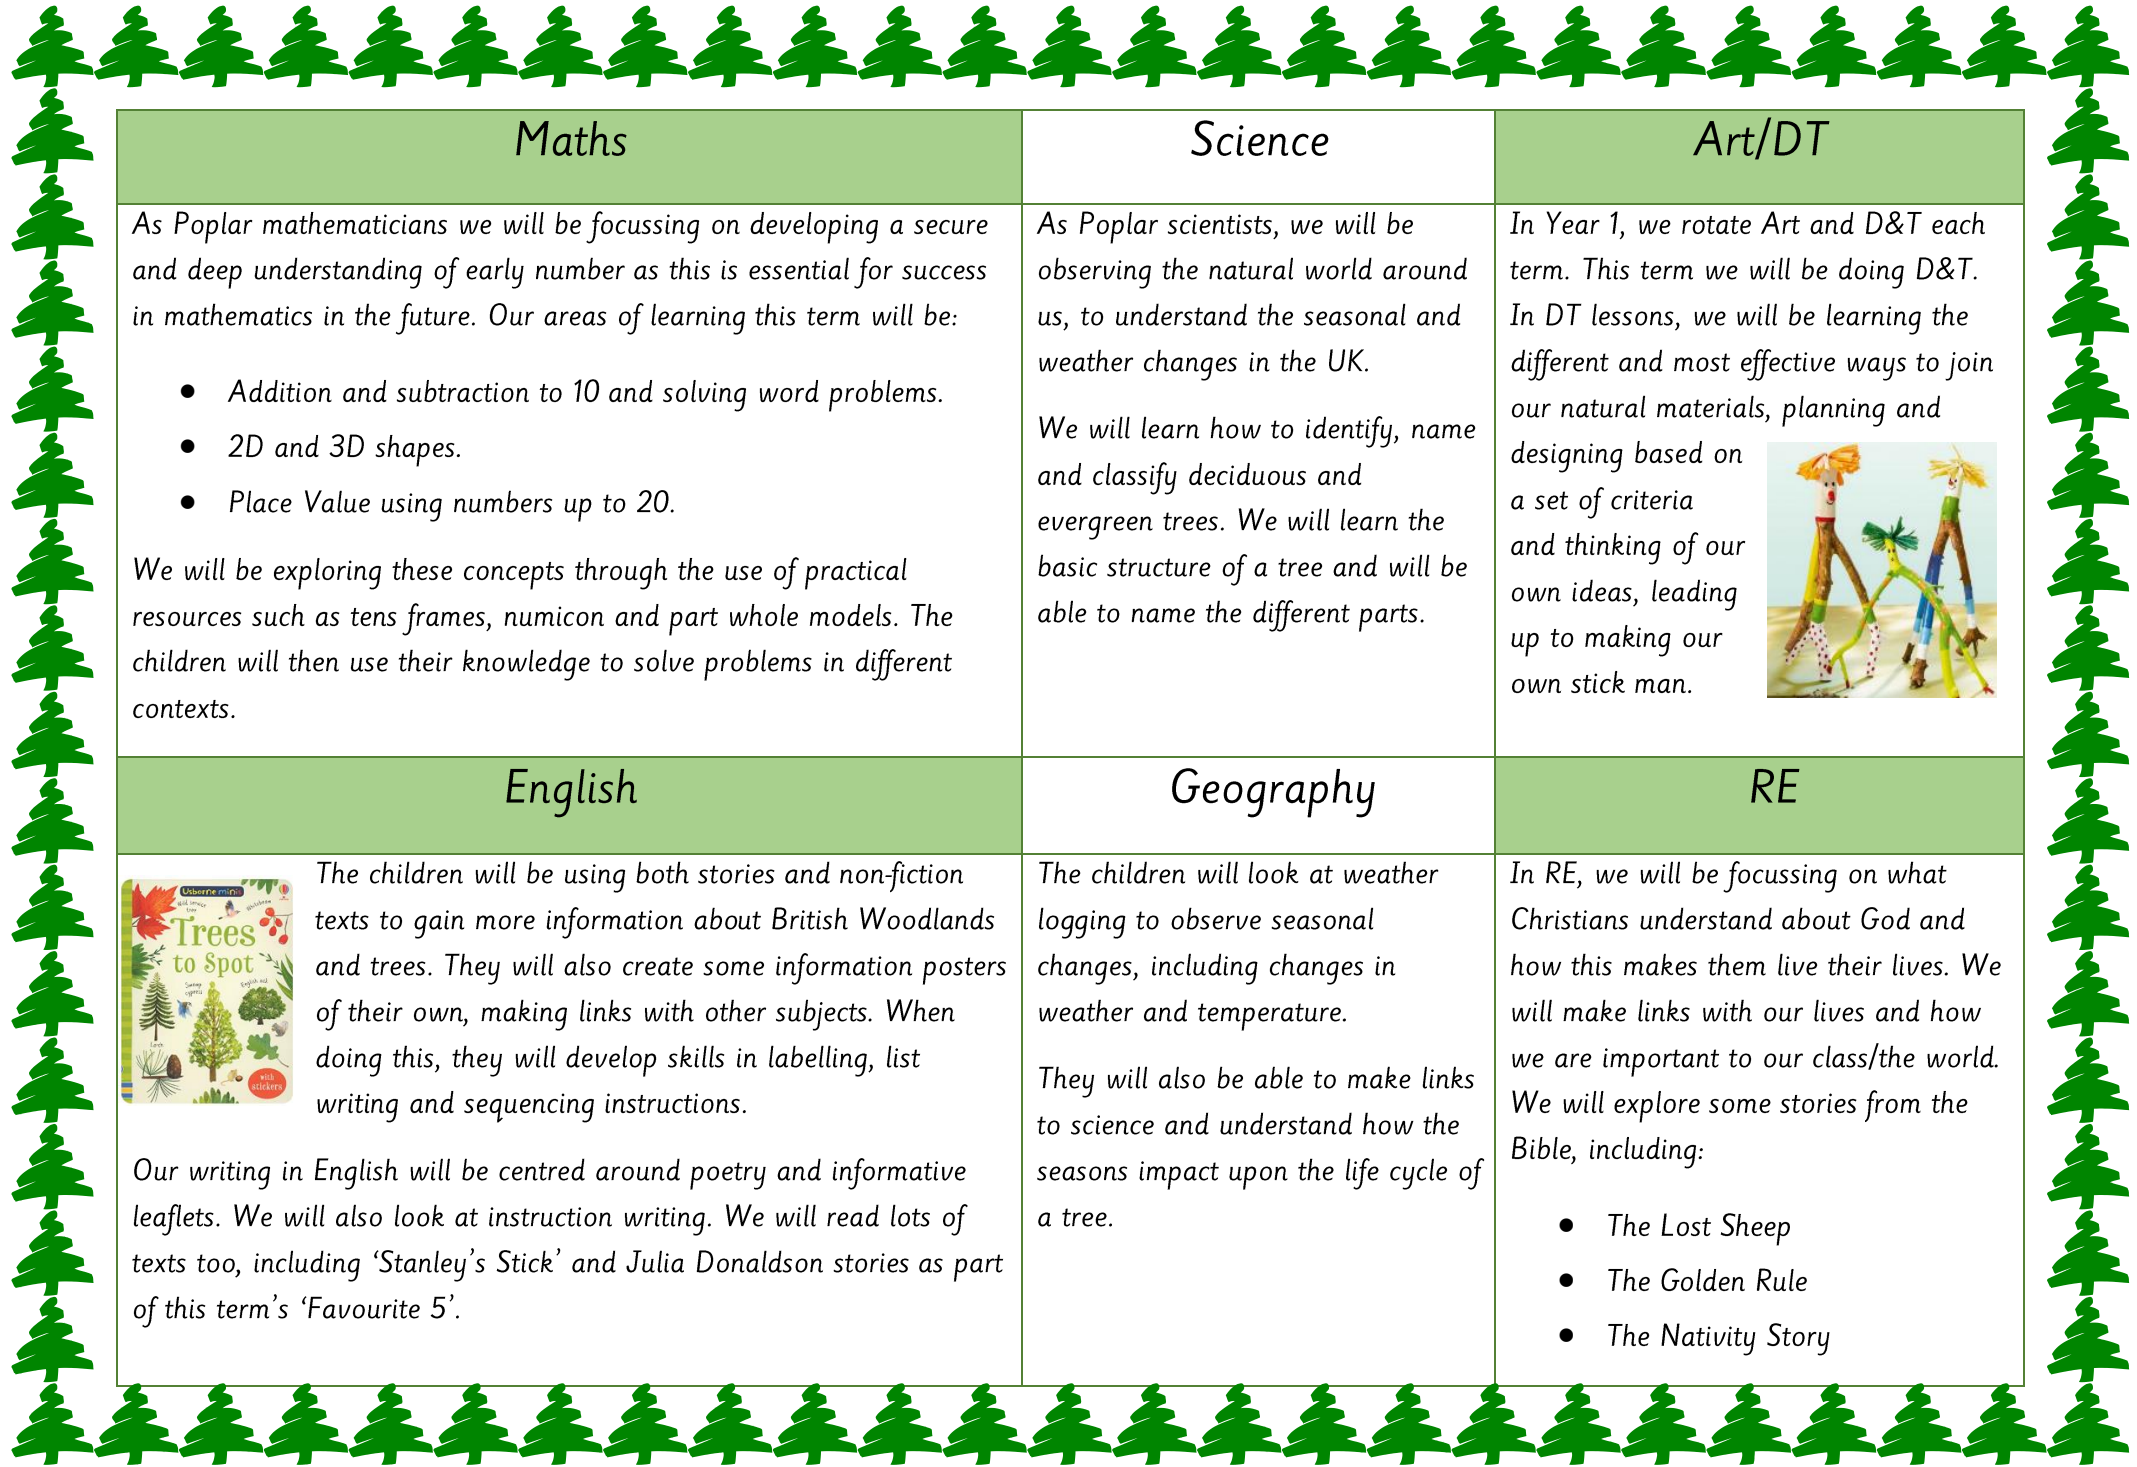 Maths
As Poplar mathematicians we will be focussing on developing a secure
and deep understanding of early number as this is essential for success
in mathematics in the future. Our areas of learning this term will be:
● Addition and subtraction to 10 and solving word problems.
● 2D and 3D shapes.
● Place Value using numbers up to 20.
We will be exploring these concepts through the use of practical
resources such as tens frames, numicon and part whole models. The
children will then use their knowledge to solve problems in different
contexts.
Science
As Poplar scientists, we will be
observing the natural world around
us, to understand the seasonal and
weather changes in the UK.
We will learn how to identify, name
and classify deciduous and
evergreen trees. We will learn the
basic structure of a tree and will be
able to name the different parts.
Art/DT
In Year 1, we rotate Art and D&T each
term. This term we will be doing D&T.
In DT lessons, we will be learning the
different and most effective ways to join
our natural materials, planning and
designing based on
a set of criteria
and thinking of our
own ideas, leading
up to making our
own stick man.
English
Usborne minis
Wild service
tree
Whitebeam
Trees
to Spot
Swamp
cypress
English oak
Larch
with
stickers
The children will be using both stories and non-fiction
texts to gain more information about British Woodlands
and trees. They will also create some information posters
of their own, making links with other subjects. When
doing this, they will develop skills in labelling, list
writing and sequencing instructions.
Our writing in English will be centred around poetry and informative
leaflets. We will also look at instruction writing. We will read lots of
texts too, including ‘Stanley’s Stick’ and Julia Donaldson stories as part
of this term’s ‘Favourite 5’.
Geography
The children will look at weather
logging to observe seasonal
changes, including changes in
weather and temperature.
They will also be able to make links
to science and understand how the
seasons impact upon the life cycle of
a tree.
RE
In RE, we will be focussing on what
Christians understand about God and
how this makes them live their lives. We
will make links with our lives and how
we are important to our class/the world.
We will explore some stories from the
Bible, including:
● The Lost Sheep
● The Golden Rule
● The Nativity Story